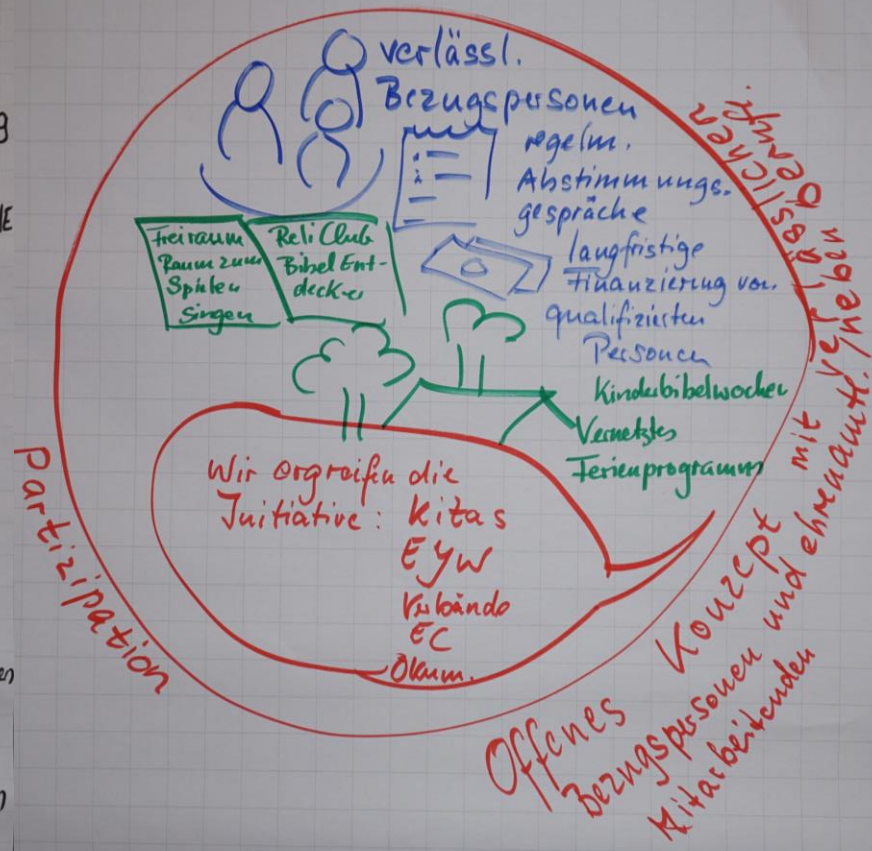 verlässl.
Bezugspersonen
regelm.
Abstimmungs-
gespräche
langfristige
Finanzierung von
qualifizierten
Personen
Freiraum
Raum zum
Spielen
Singen
Reli Club
Bibel Ent-
decker
Kinderbibelwochen
Vernetztes
Ferienprogramm
Wir ergreifen die
Initiative: Kitas
EJW
Verbände
EC
Ökum.
Partizipation
Offenes Konzept mit verlässlichen
Bezugspersonen und ehrenamtl./neben
berufl.
Mitarbeitenden